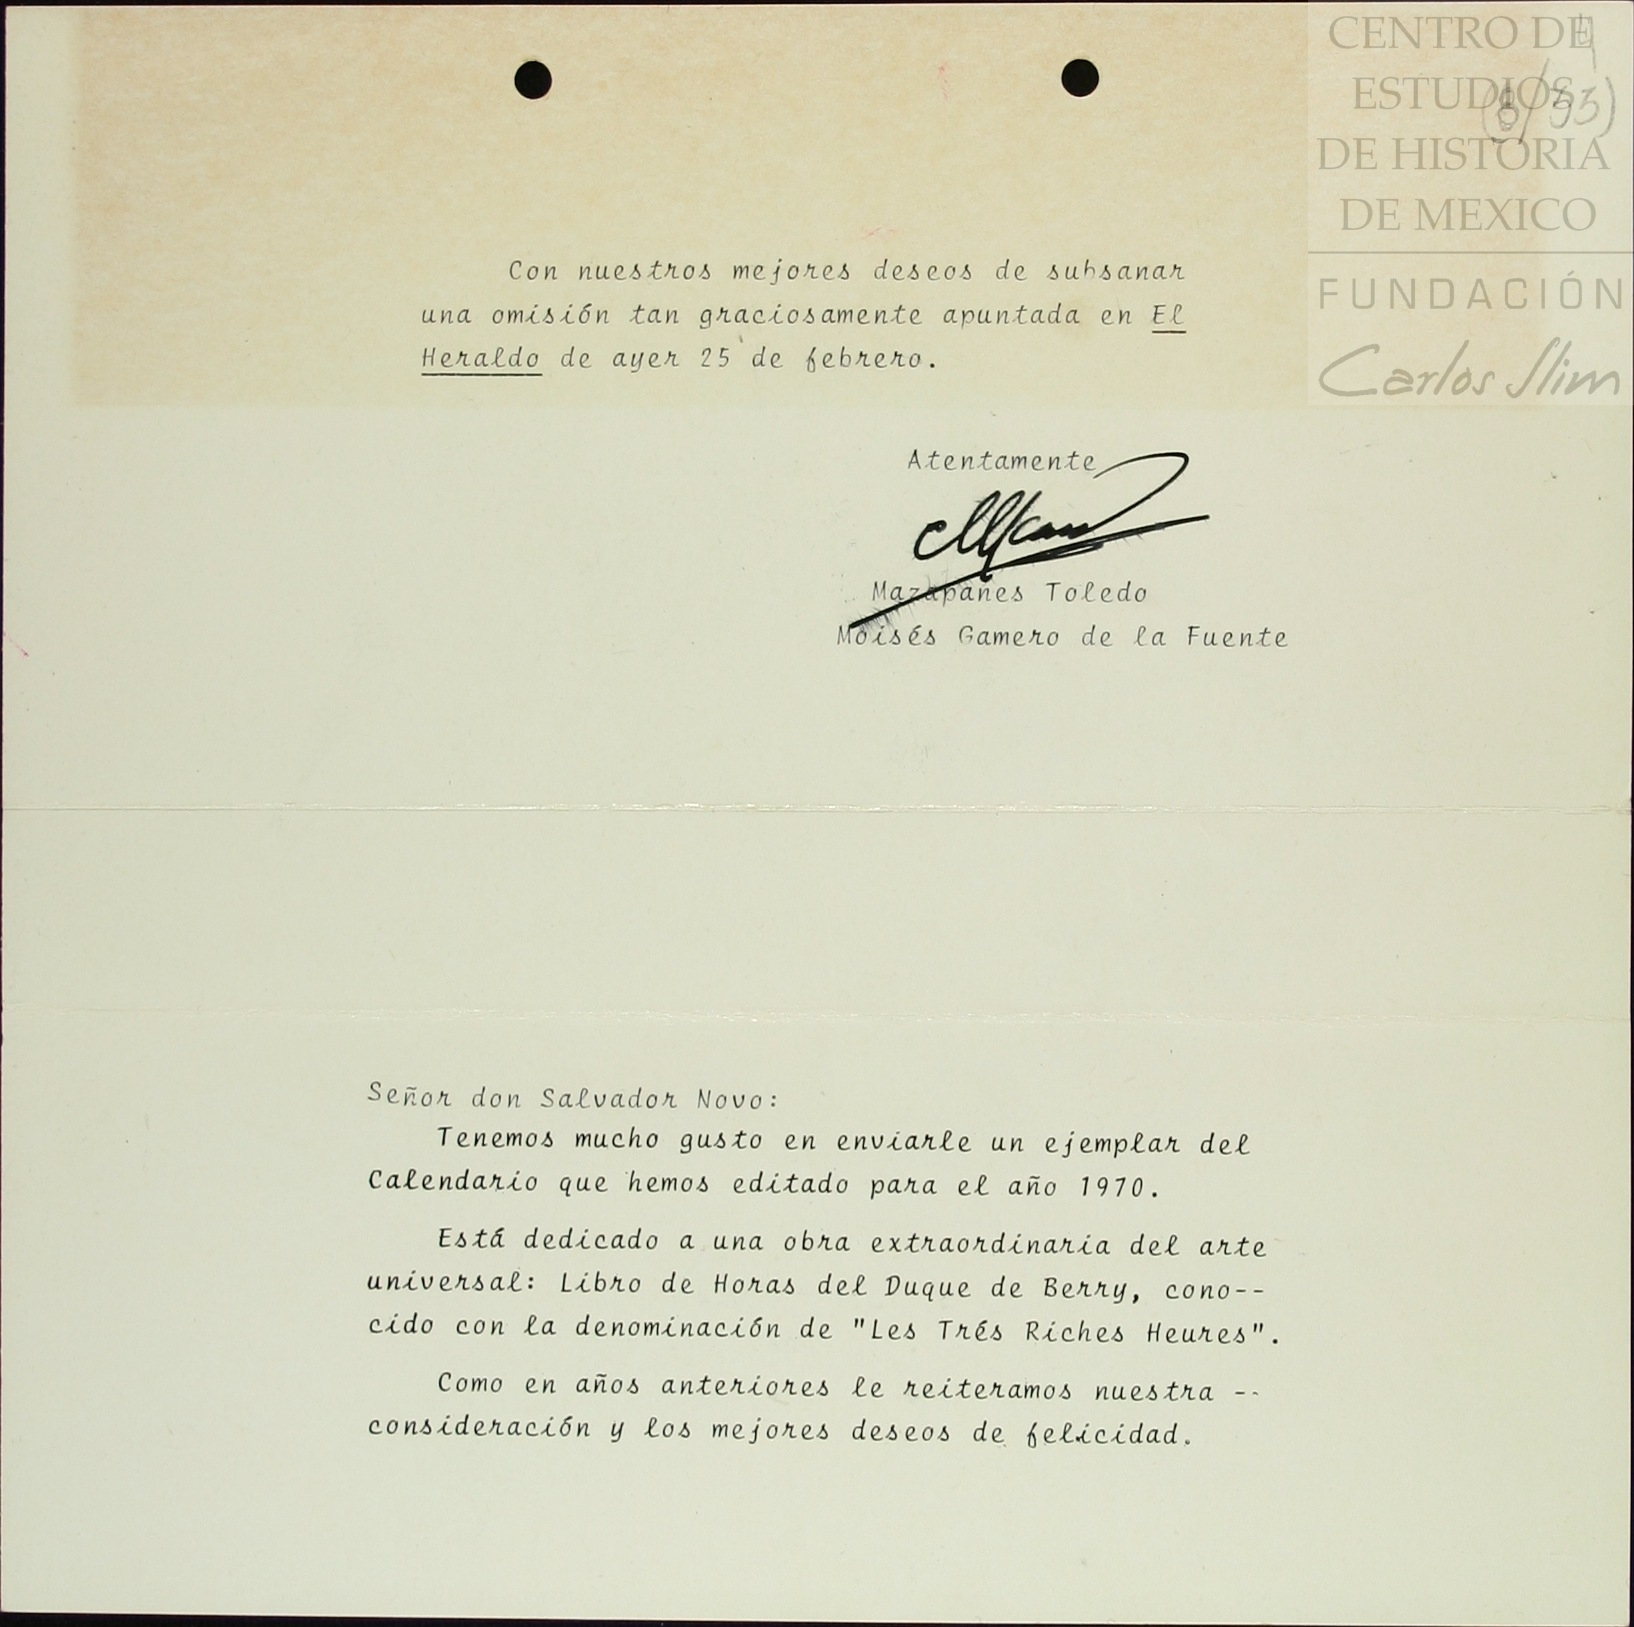 CENTRO DE
ESTUDIOS
DE HISTORIA
DE MEXICO
FUNDACIÓN
Carlos Slim
Con nuestros mejores deseos de subsanar
una omisión tan graciosamente apuntada en El
Heraldo de ayer 25 de febrero.
Atentamente
Mazapanes Toledo
Moisés Gamero de la Fuente
Señor don Salvador Novo:
Tenemos mucho gusto en enviarle un ejemplar del
Calendario que hemos editado para el año 1970.
Está dedicado a una obra extraordinaria del arte
universal: Libro de Horas del Duque de Berry, cono--
cido con la denominación de "Les Trés Riches Heures".
Como en años anteriores le reiteramos nuestra --
consideración y los mejores deseos de felicidad.